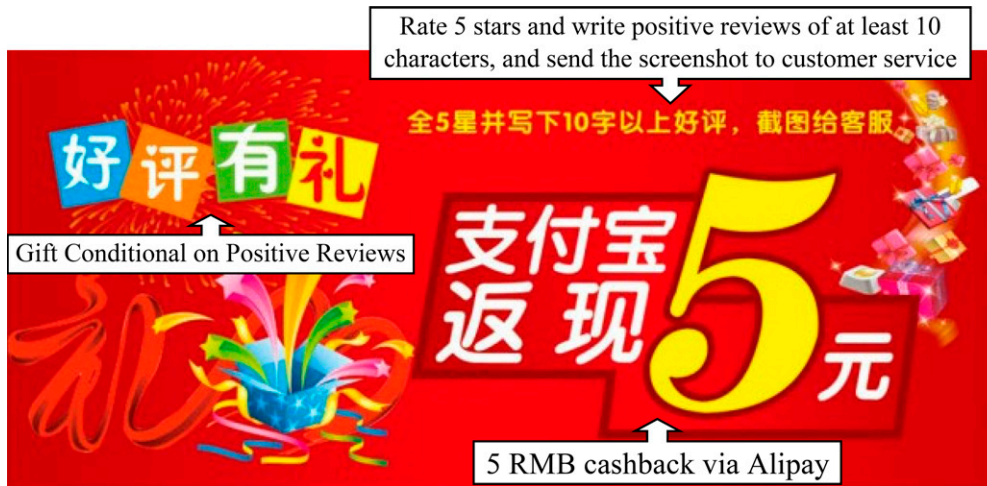 Rate 5 stars and write positive reviews of at least 10
characters, and send the screenshot to customer service
全5星并写下10字以上好评，截图给客服
好评有礼
Gift Conditional on Positive Reviews
支付宝
返现5元
礼
5 RMB cashback via Alipay